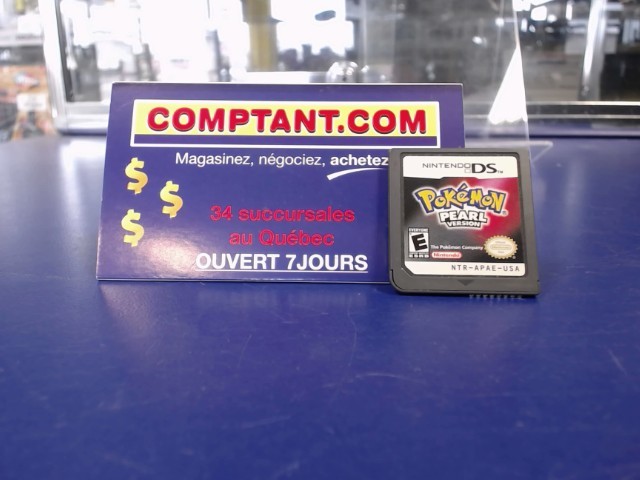 COMPTANT.COM
Magasinez, négociez, achetez
34 succursales
au Québec
OUVERT 7JOURS
NINTENDO DS
POKéMON
PEARL
VERSION
EVERYONE
E
The Pokémon Company
Nintendo
NTR-APAE-USA